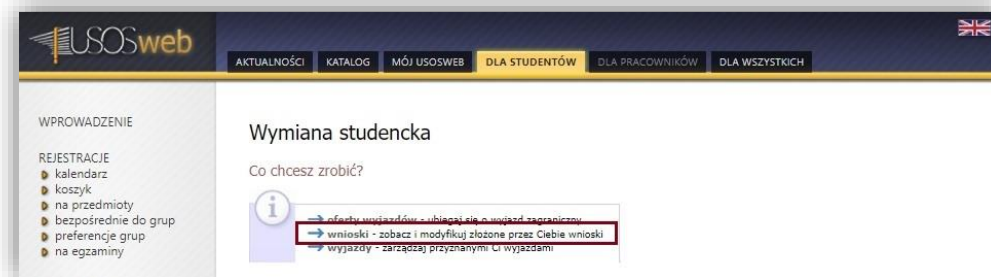 USOSweb
AKTUALNOŚCI KATALOG MÓJ USOSWEB DLA STUDENTÓW DLA PRACOWNIKÓW DLA WSZYSTKICH
WPROWADZENIE
REJESTRACJE
kalendarz
koszyk
na przedmioty
bezpośrednie do grup
preferencje grup
na egzaminy
Wymiana studencka
Co chcesz zrobić?
i
oferty wyjazdów - ubiegaj się o wyjazd zagraniczny
wnioski - zobacz i modyfikuj złożone przez Ciebie wnioski
wyjazdy - zarządzaj przyznanymi Ci wyjazdami